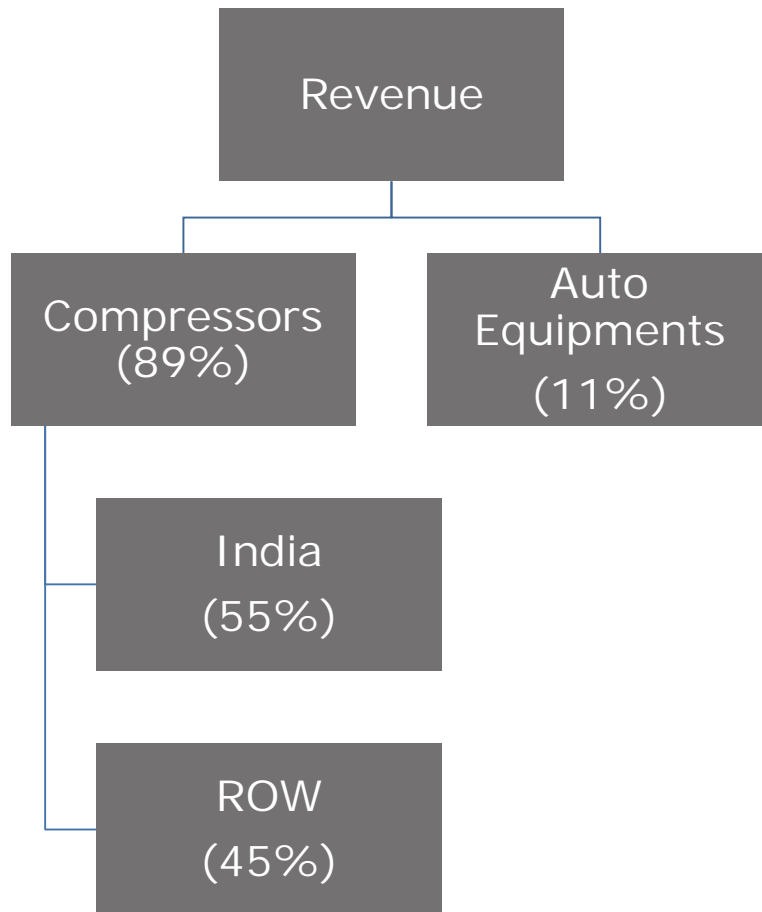 Revenue
Compressors
(89%)
Auto
Equipments
(11%)
India
(55%)
ROW
(45%)